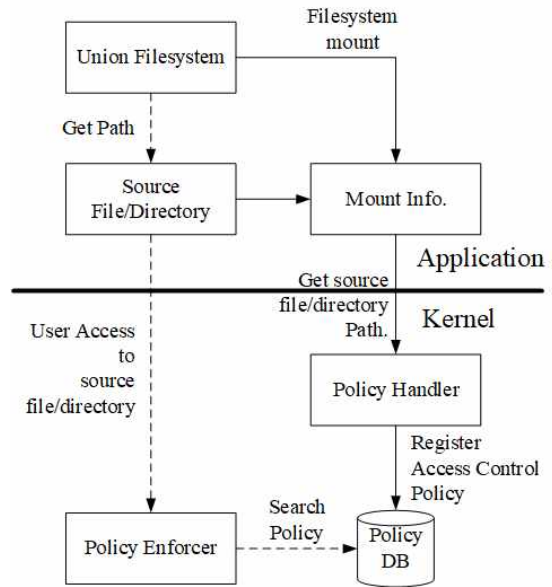 Filesystem
mount
Union Filesystem
Get Path
Source
File/Directory
Mount Info.
Application
Get source
file/directory
Path.
Kernel
User Access
to
source
file/directory
Policy Handler
Register
Access Control
Policy
Search
Policy
Policy Enforcer
Policy
DB